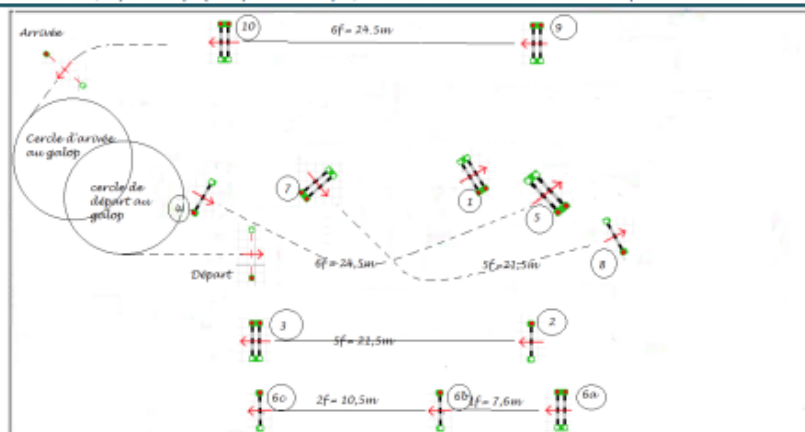 Arrivée
10
6f = 24.5m
9
Cercle d'arrivée
au galop
cercle de
départ au
galop
4
7
1
5
8
6f = 24,5m
5f = 21,5m
Départ
3
5f = 21,5m
2
6c
2f = 10,5m
6b
1f = 7,6m
6a